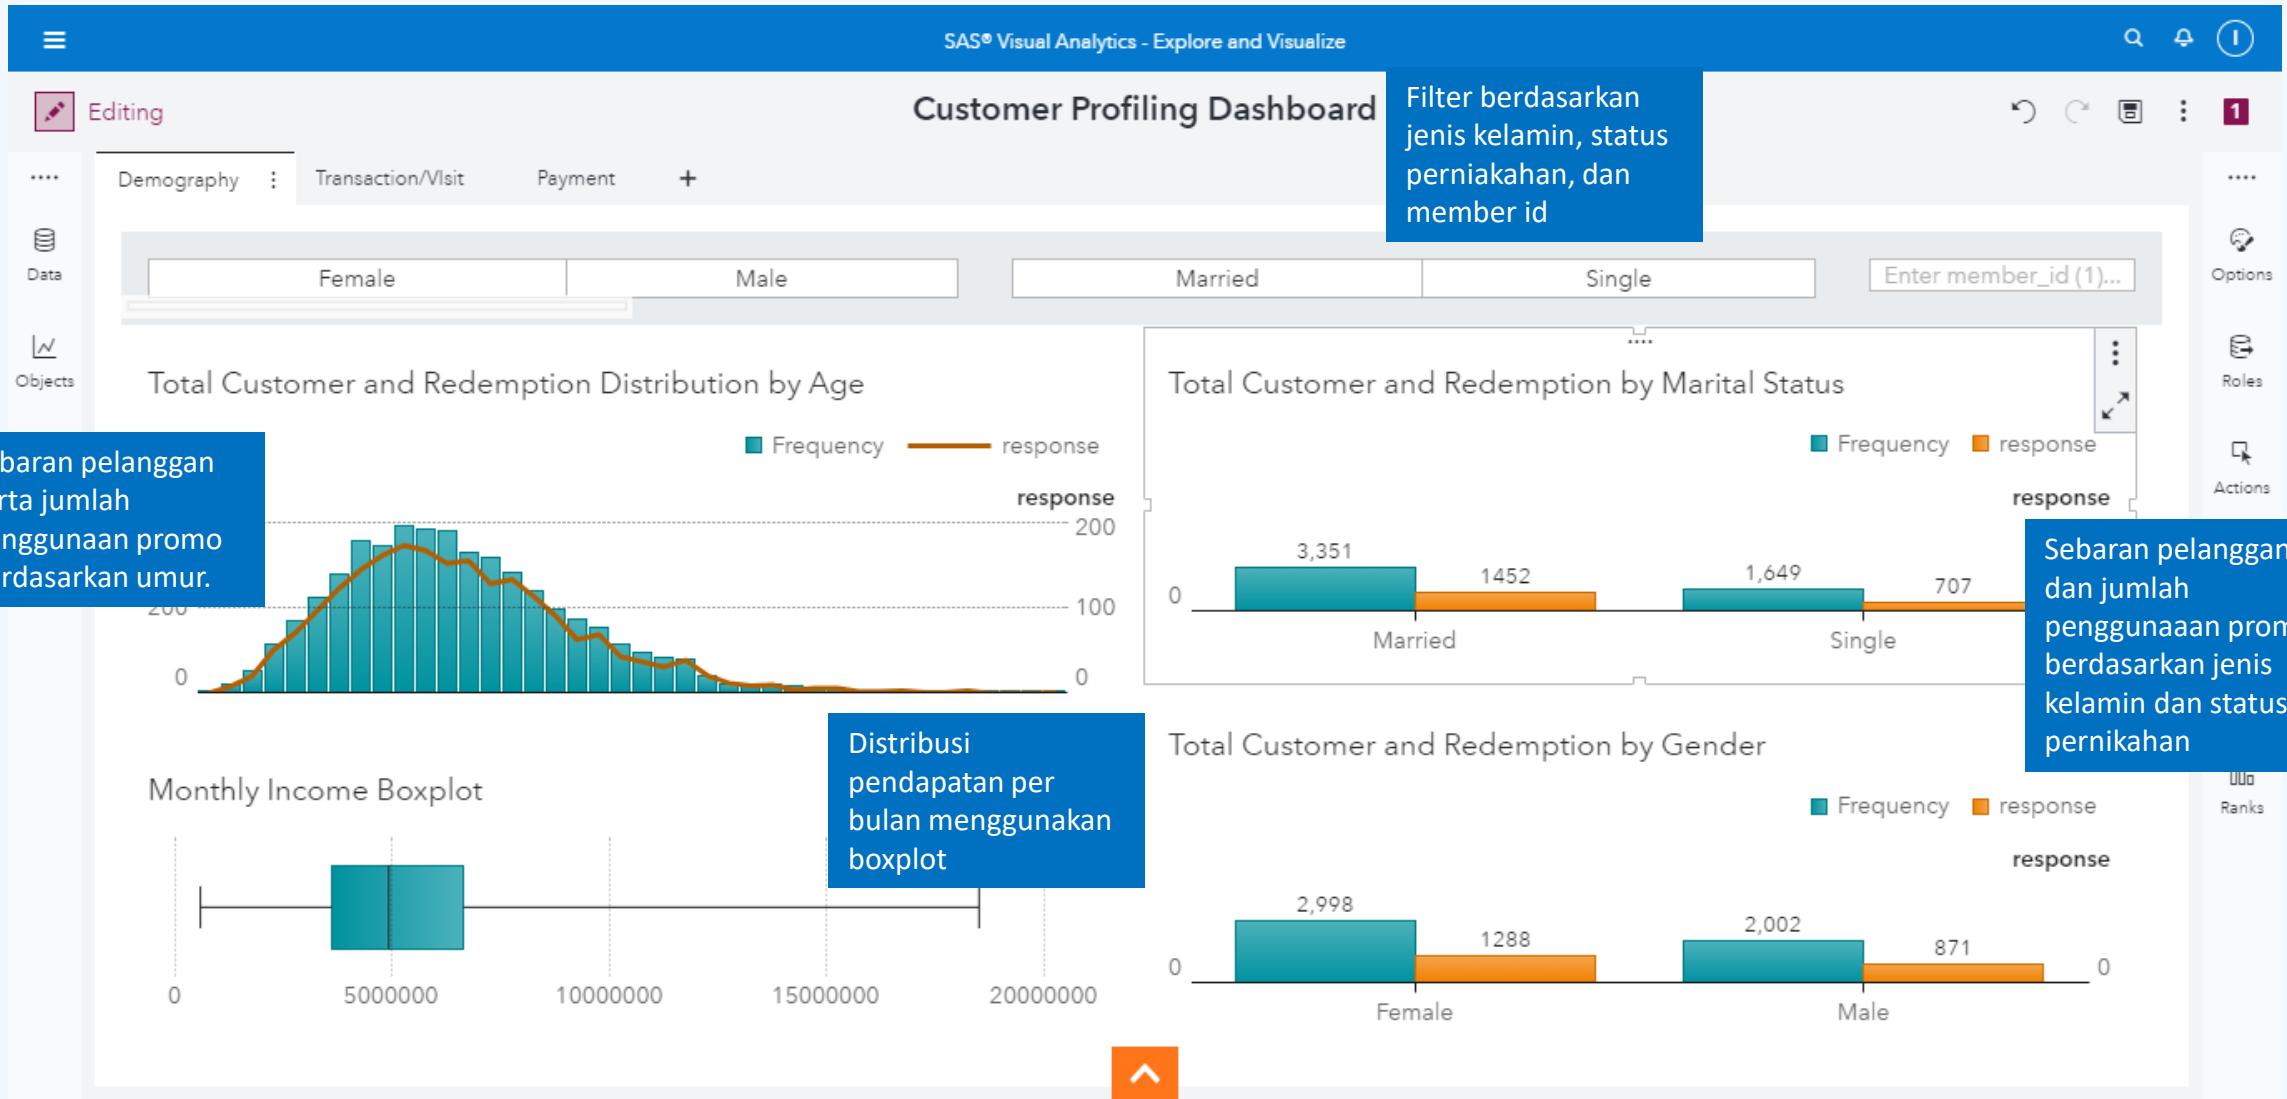 SAS® Visual Analytics - Explore and Visualize
I
Editing
Customer Profiling Dashboard
Filter berdasarkan
jenis kelamin, status
perniakahan, dan
member id
1
Demography
Transaction/VIsit
Payment
+
Data
Objects
Female
Male
Married
Single
Enter member_id (1)...
Options
Roles
Actions
Ranks
Total Customer and Redemption Distribution by Age
Frequency
response
baran pelanggan
rta jumlah
nggunaan promo
rdasarkan umur.
response
200
100
0
200
0
Total Customer and Redemption by Marital Status
Frequency
response
response
3,351
1452
1,649
707
0
Married
Single
Sebaran pelanggan
dan jumlah
penggunaaan prom
berdasarkan jenis
kelamin dan status
pernikahan
Monthly Income Boxplot
Distribusi
pendapatan per
bulan menggunakan
boxplot
0
5000000
10000000
15000000
20000000
Total Customer and Redemption by Gender
Frequency
response
response
2,998
1288
2,002
871
0
0
Female
Male